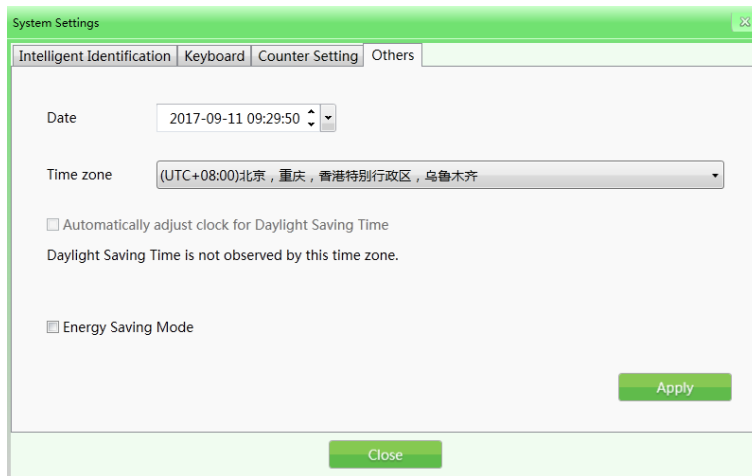 System Settings
Intelligent Identification Keyboard Counter Setting Others
Date 2017-09-11 09:29:50
Time zone (UTC+08:00)北京，重庆，香港特别行政区，乌鲁木齐
Automatically adjust clock for Daylight Saving Time
Daylight Saving Time is not observed by this time zone.
Energy Saving Mode
Apply
Close